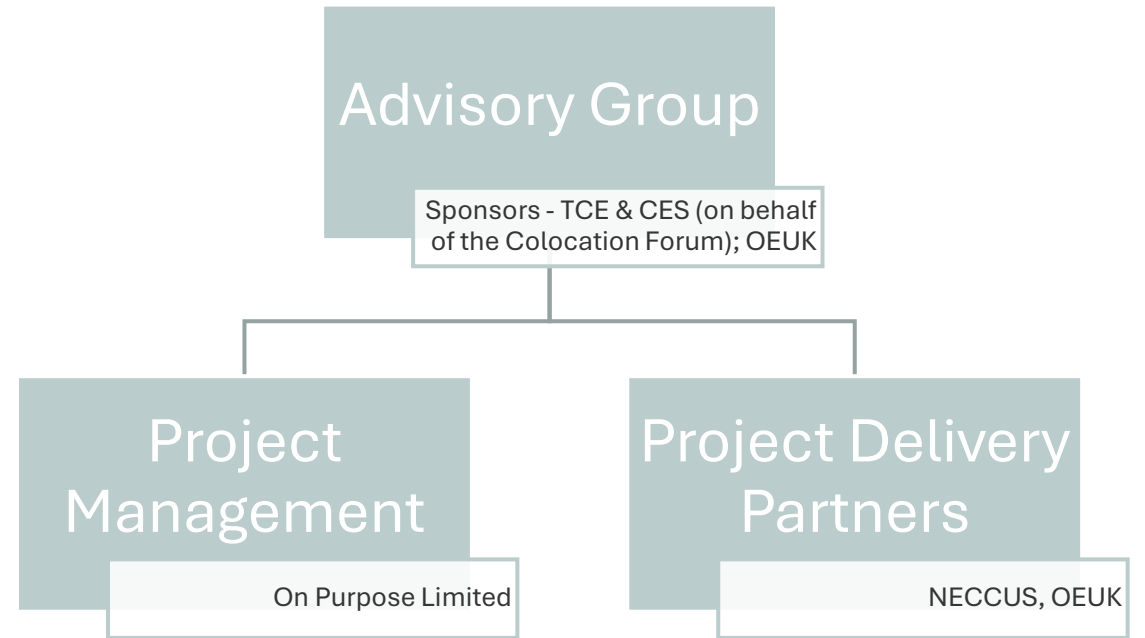 Advisory Group
Sponsors - TCE & CES (on behalf
of the Colocation Forum); OEUK
Project
Management
On Purpose Limited
Project Delivery
Partners
NECCUS, OEUK